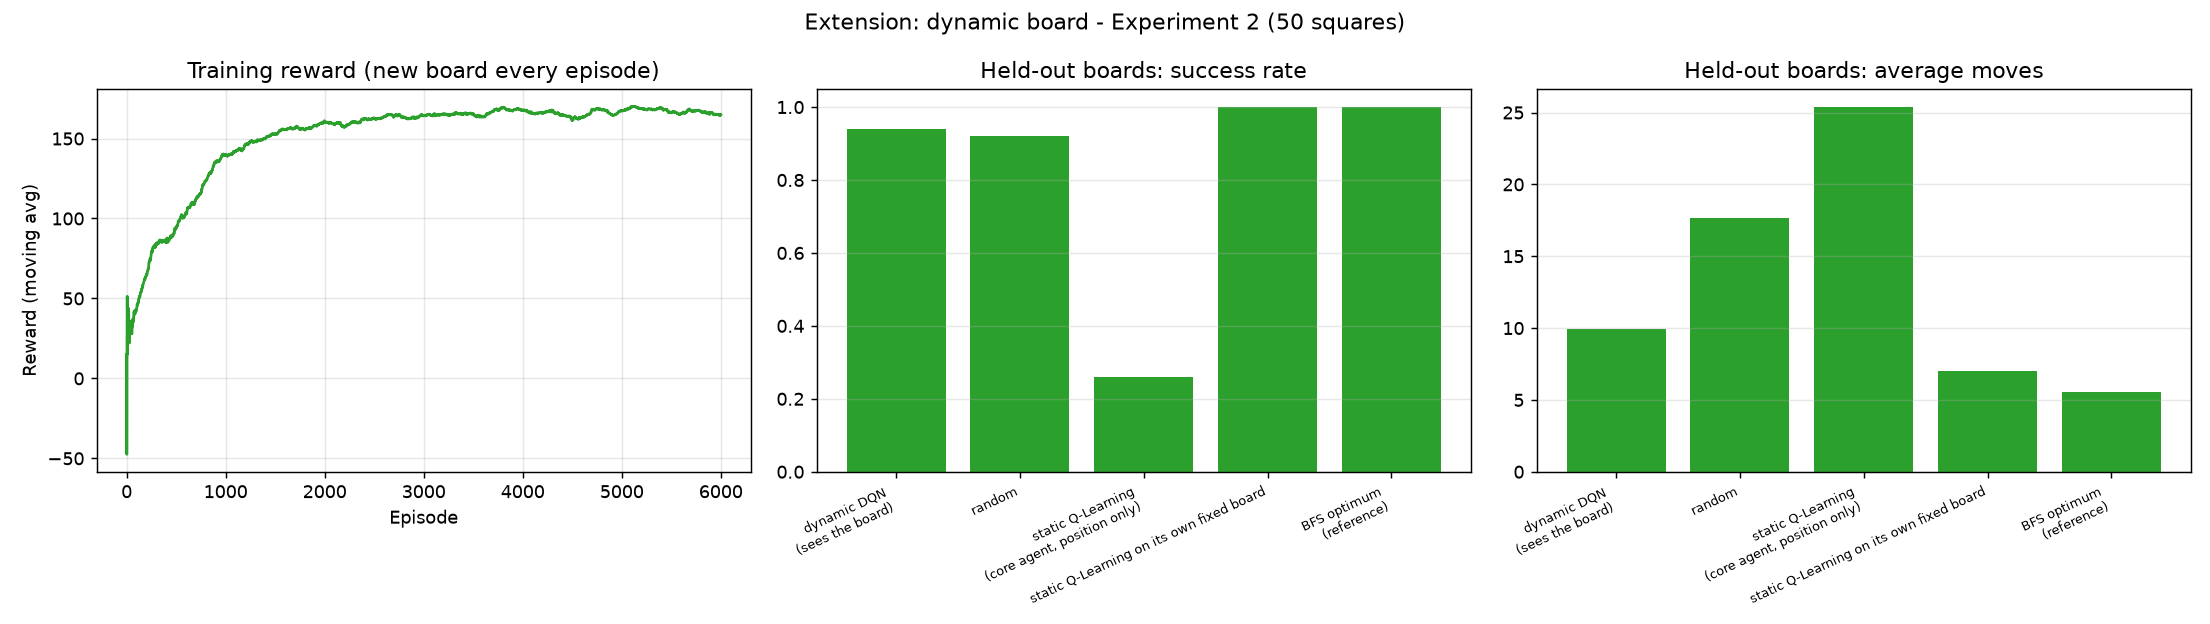 Extension: dynamic board - Experiment 2 (50 squares)
Training reward (new board every episode)
Reward (moving avg)
150
100
50
0
−50
0
1000
2000
3000
4000
5000
6000
Episode
Held-out boards: success rate
1.0
0.8
0.6
0.4
0.2
0.0
dynamic DQN
(sees the board)
random
static Q-Learning
(core agent, position only)
static Q-Learning on its own fixed board
BFS optimum
(reference)
Held-out boards: average moves
25
20
15
10
5
0
dynamic DQN
(sees the board)
random
static Q-Learning
(core agent, position only)
static Q-Learning on its own fixed board
BFS optimum
(reference)